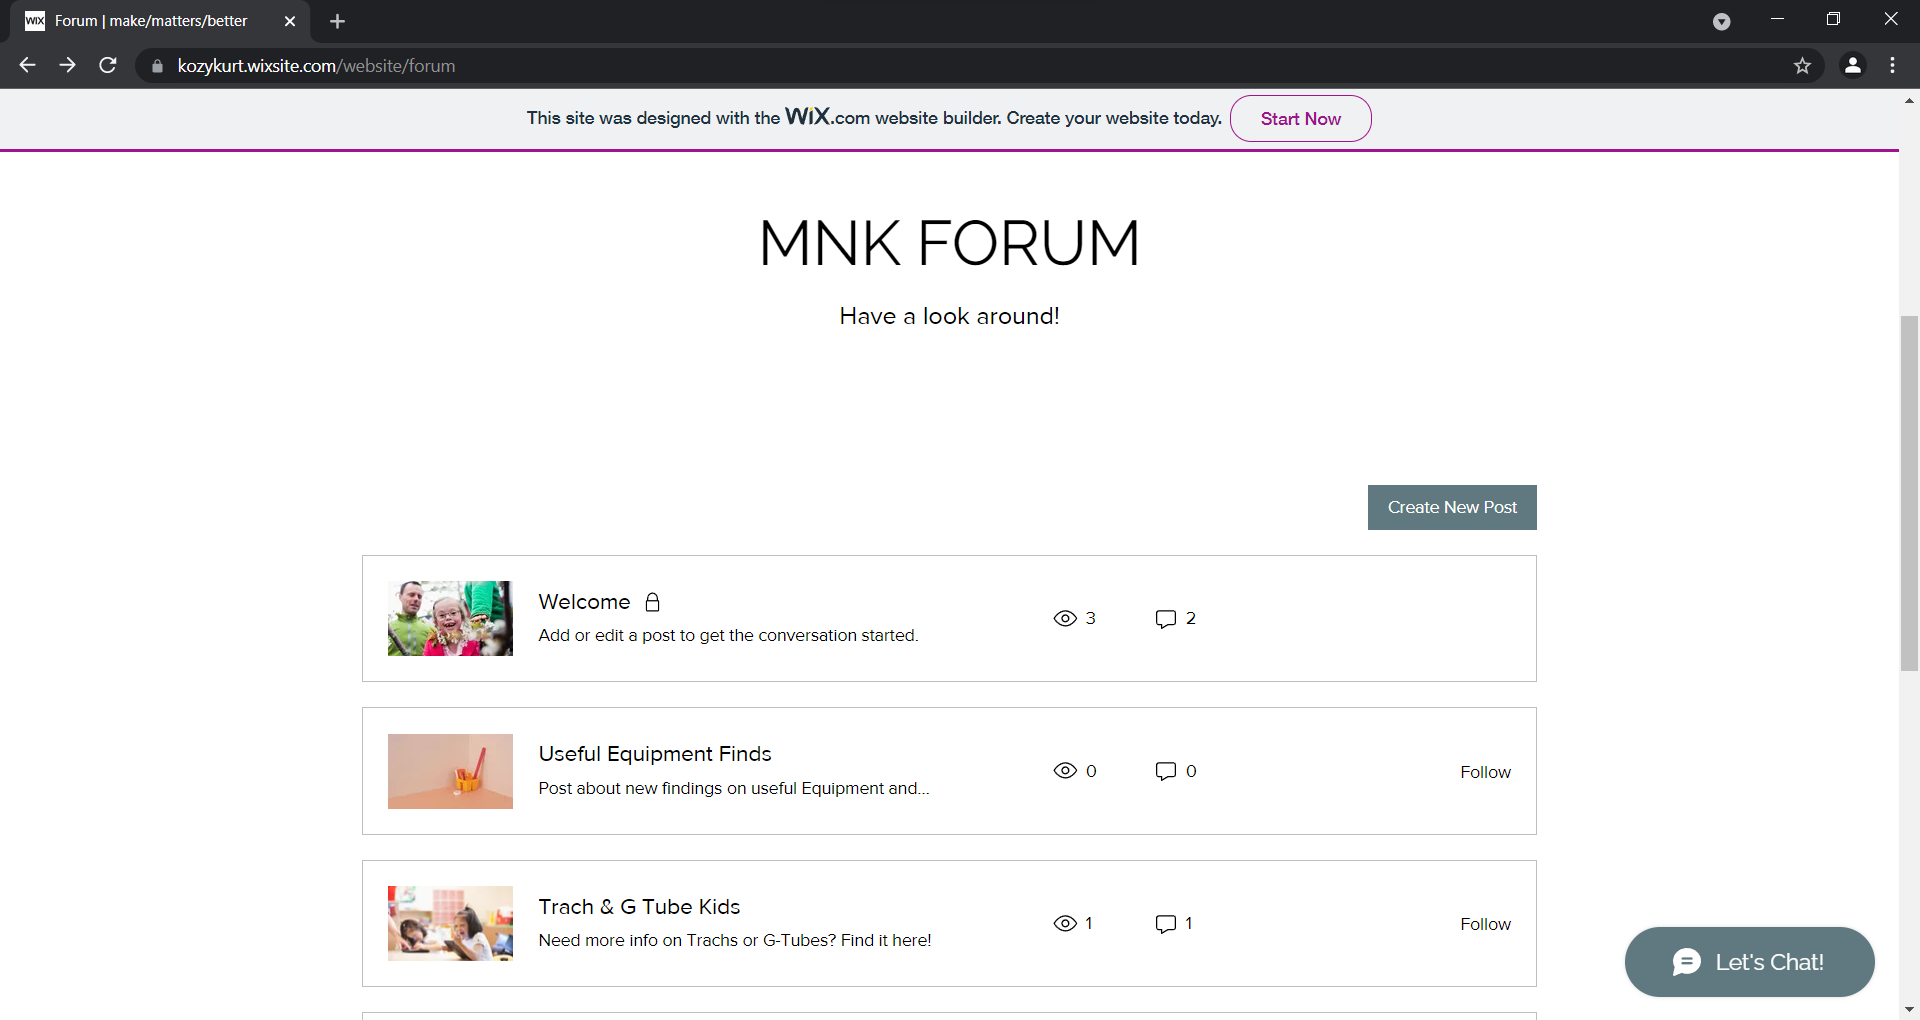 WIX Forum | make/matters/better
kozykurt.wixsite.com/website/forum
This site was designed with the WiX.com website builder. Create your website today. Start Now
MNK FORUM
Have a look around!
Create New Post
Welcome
Add or edit a post to get the conversation started.
3 2
Useful Equipment Finds
Post about new findings on useful Equipment and...
0 0 Follow
Trach & G Tube Kids
Need more info on Trachs or G-Tubes? Find it here!
1 1 Follow
Let's Chat!